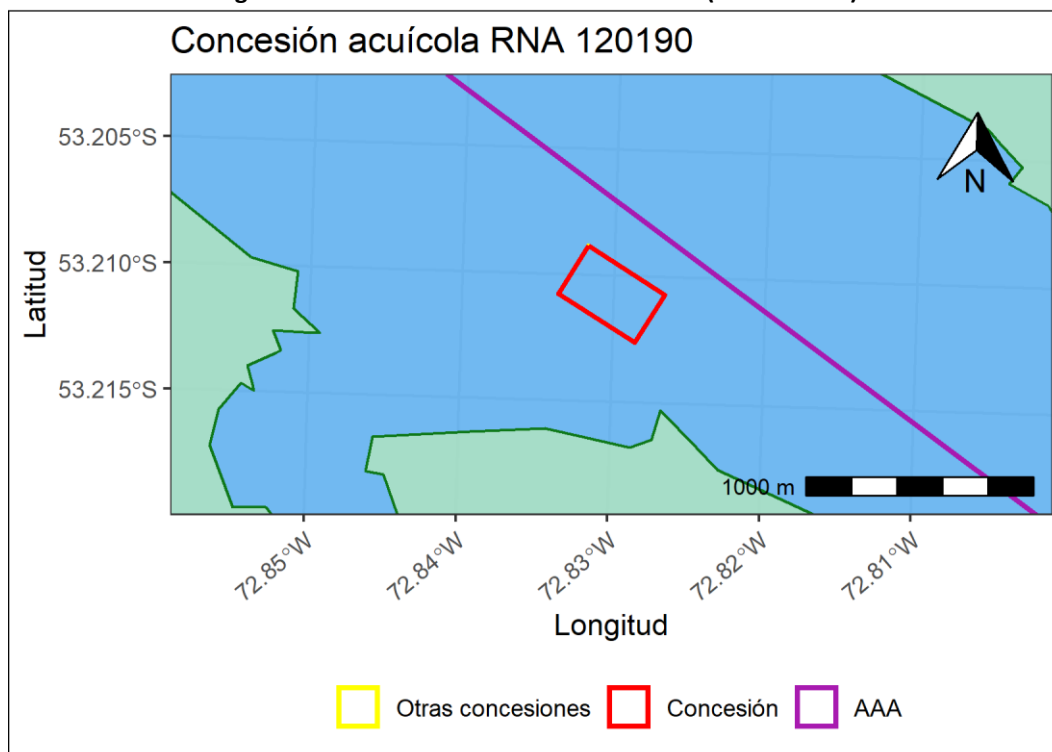 Concesión acuícola RNA 120190
53.205°S
53.210°S
53.215°S
Latitud
N
1000 m
72.85°W
72.84°W
72.83°W
72.82°W
72.81°W
Longitud
Otras concesiones
Concesión
AAA